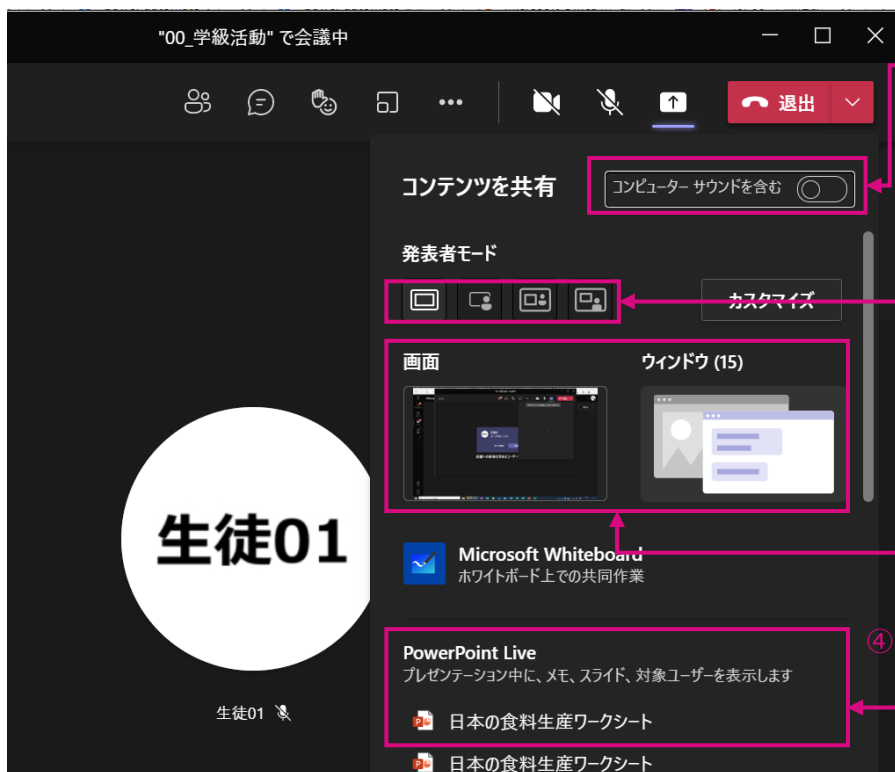 "00_学級活動" で会議中
退出
コンテンツを共有
コンピューター サウンドを含む
発表者モード
カスタマイズ
画面
ウィンドウ (15)
生徒01
Microsoft Whiteboard
ホワイトボード上での共同作業
④
PowerPoint Live
プレゼンテーション中に、メモ、スライド、対象ユーザーを表示します
生徒01
日本の食料生産ワークシート
日本の食料生産ワークシート